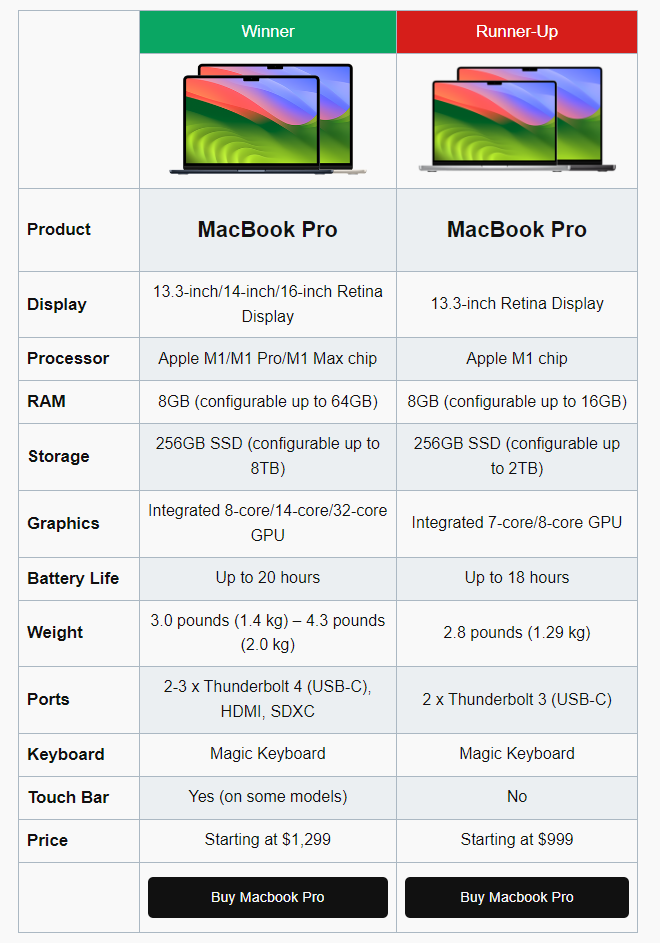 Winner Runner-Up
Product MacBook Pro MacBook Pro
Display 13.3-inch/14-inch/16-inch Retina
Display 13.3-inch Retina Display
Processor Apple M1/M1 Pro/M1 Max chip Apple M1 chip
RAM 8GB (configurable up to 64GB) 8GB (configurable up to 16GB)
Storage 256GB SSD (configurable up to
8TB) 256GB SSD (configurable up
to 2TB)
Graphics Integrated 8-core/14-core/32-core
GPU Integrated 7-core/8-core GPU
Battery Life Up to 20 hours Up to 18 hours
Weight 3.0 pounds (1.4 kg) – 4.3 pounds
(2.0 kg) 2.8 pounds (1.29 kg)
Ports 2-3 x Thunderbolt 4 (USB-C),
HDMI, SDXC 2 x Thunderbolt 3 (USB-C)
Keyboard Magic Keyboard Magic Keyboard
Touch Bar Yes (on some models) No
Price Starting at $1,299 Starting at $999
Buy Macbook Pro Buy Macbook Pro